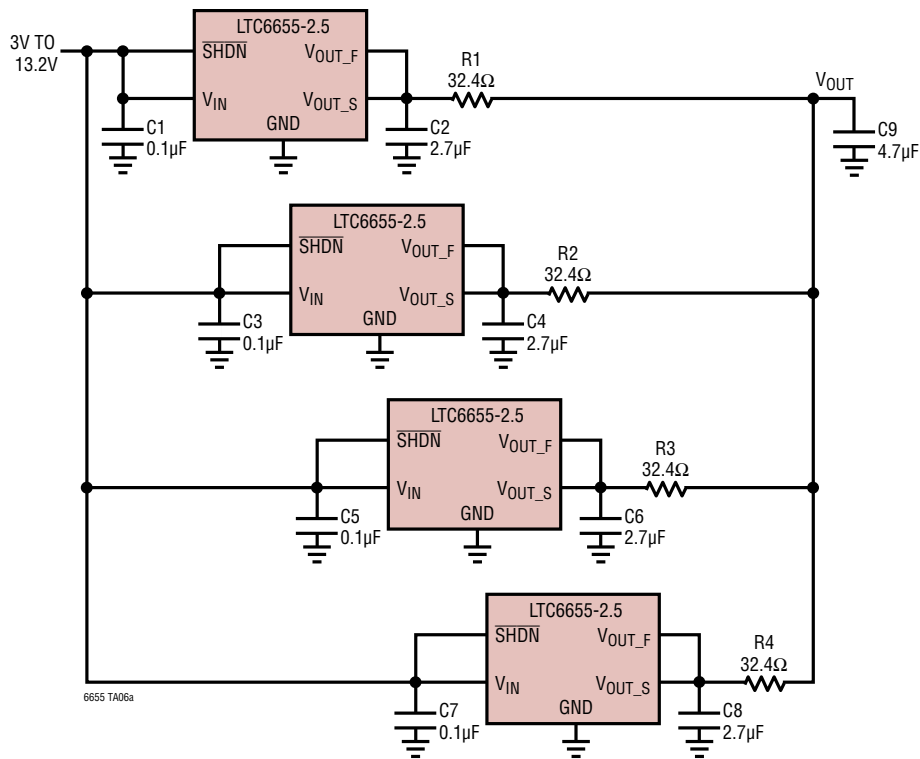 3V TO
13.2V
LTC6655-2.5
SHDN
VOUT_F
VIN
VOUT_S
GND
C1
0.1µF
C2
2.7µF
R1
32.4Ω
VOUT
C9
4.7µF
LTC6655-2.5
SHDN
VOUT_F
VIN
VOUT_S
GND
C3
0.1µF
C4
2.7µF
R2
32.4Ω
LTC6655-2.5
SHDN
VOUT_F
VIN
VOUT_S
GND
C5
0.1µF
C6
2.7µF
R3
32.4Ω
LTC6655-2.5
SHDN
VOUT_F
VIN
VOUT_S
GND
C7
0.1µF
C8
2.7µF
R4
32.4Ω
6655 TA06a